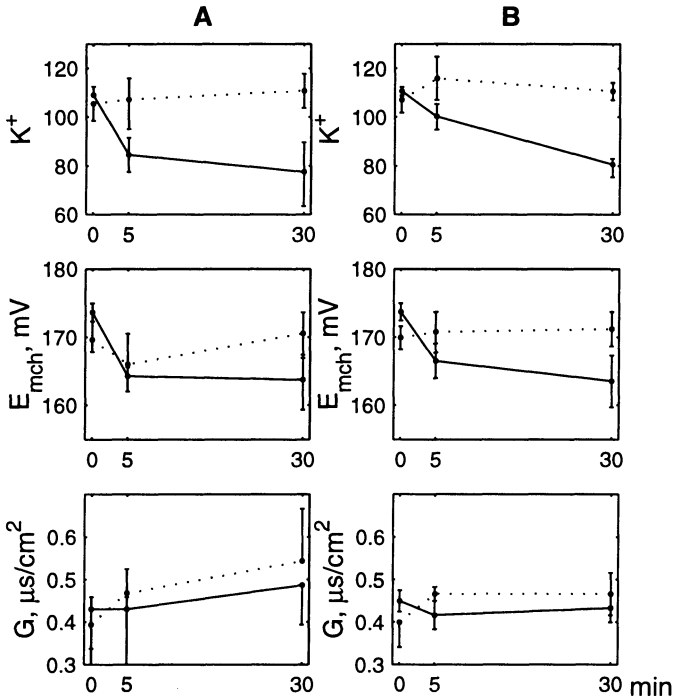 A B
120 120
100 100
K+ K+
80 80
60 60
0 5 30 0 5 30
180 180
170 170
Emch, mV Emch, mV
160 160
0 5 30 0 5 30
0.6 0.6
0.5 0.5
G, μs/cm² G, μs/cm²
0.4 0.4
0.3 0.3
0 5 30 0 5 30 min